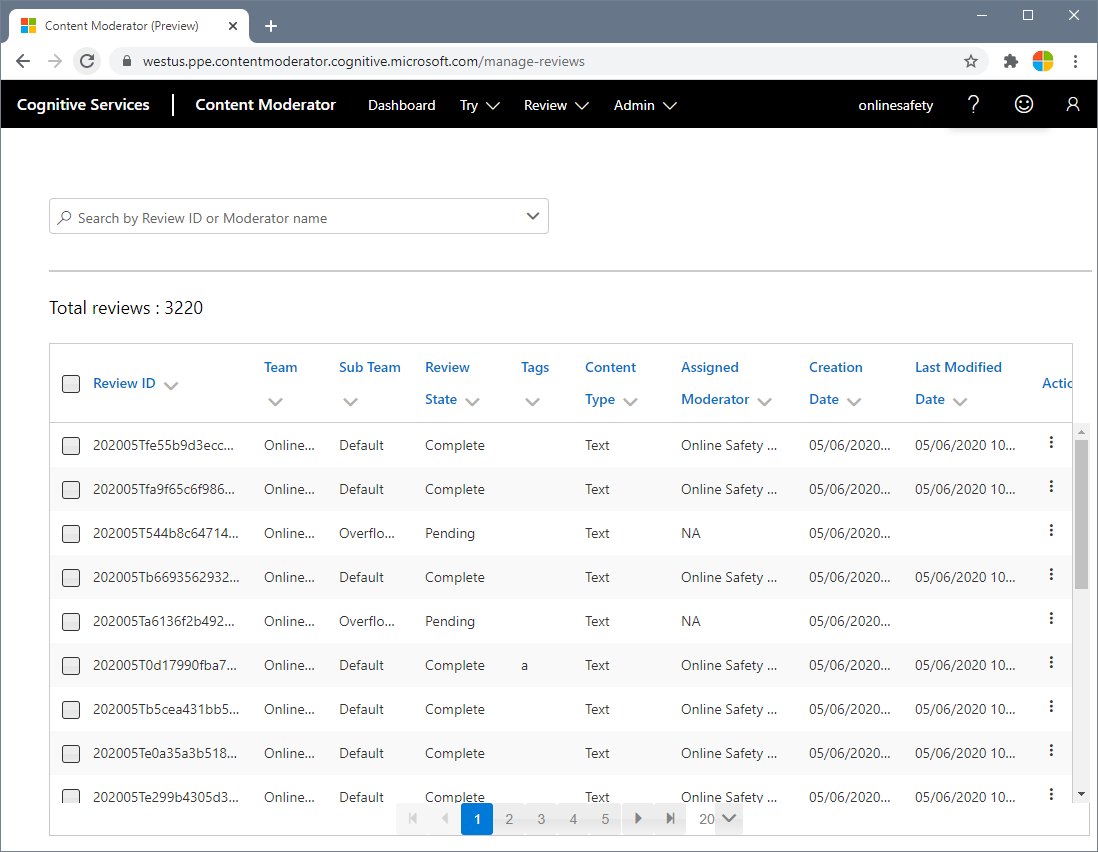 Content Moderator (Preview)
westus.ppe.contentmoderator.cognitive.microsoft.com/manage-reviews
Cognitive Services Content Moderator Dashboard Try Review Admin onlinesafety ?
Search by Review ID or Moderator name
Total reviews : 3220
Review ID Team Sub Team Review State Tags Content Type Assigned Moderator Creation Date Last Modified Date Actic
202005Tfe55b9d3ecc... Online... Default Complete Text Online Safety ... 05/06/2020... 05/06/2020 10...
202005Tfa9f65c6f986... Online... Default Complete Text Online Safety ... 05/06/2020... 05/06/2020 10...
202005T544b8c64714... Online... Overflo... Pending Text NA 05/06/2020...
202005Tb6693562932... Online... Default Complete Text Online Safety ... 05/06/2020... 05/06/2020 10...
202005Ta6136f2b492... Online... Overflo... Pending Text NA 05/06/2020...
202005T0d17990fba7... Online... Default Complete a Text Online Safety ... 05/06/2020... 05/06/2020 10...
202005Tb5cea431bb5... Online... Default Complete Text Online Safety ... 05/06/2020... 05/06/2020 10...
202005Te0a35a3b518... Online... Default Complete Text Online Safety ... 05/06/2020... 05/06/2020 10...
202005Te299b4305d3... Online... Default Complete Text Online Safety ... 05/06/2020... 05/06/2020 10...
1 2 3 4 5 20